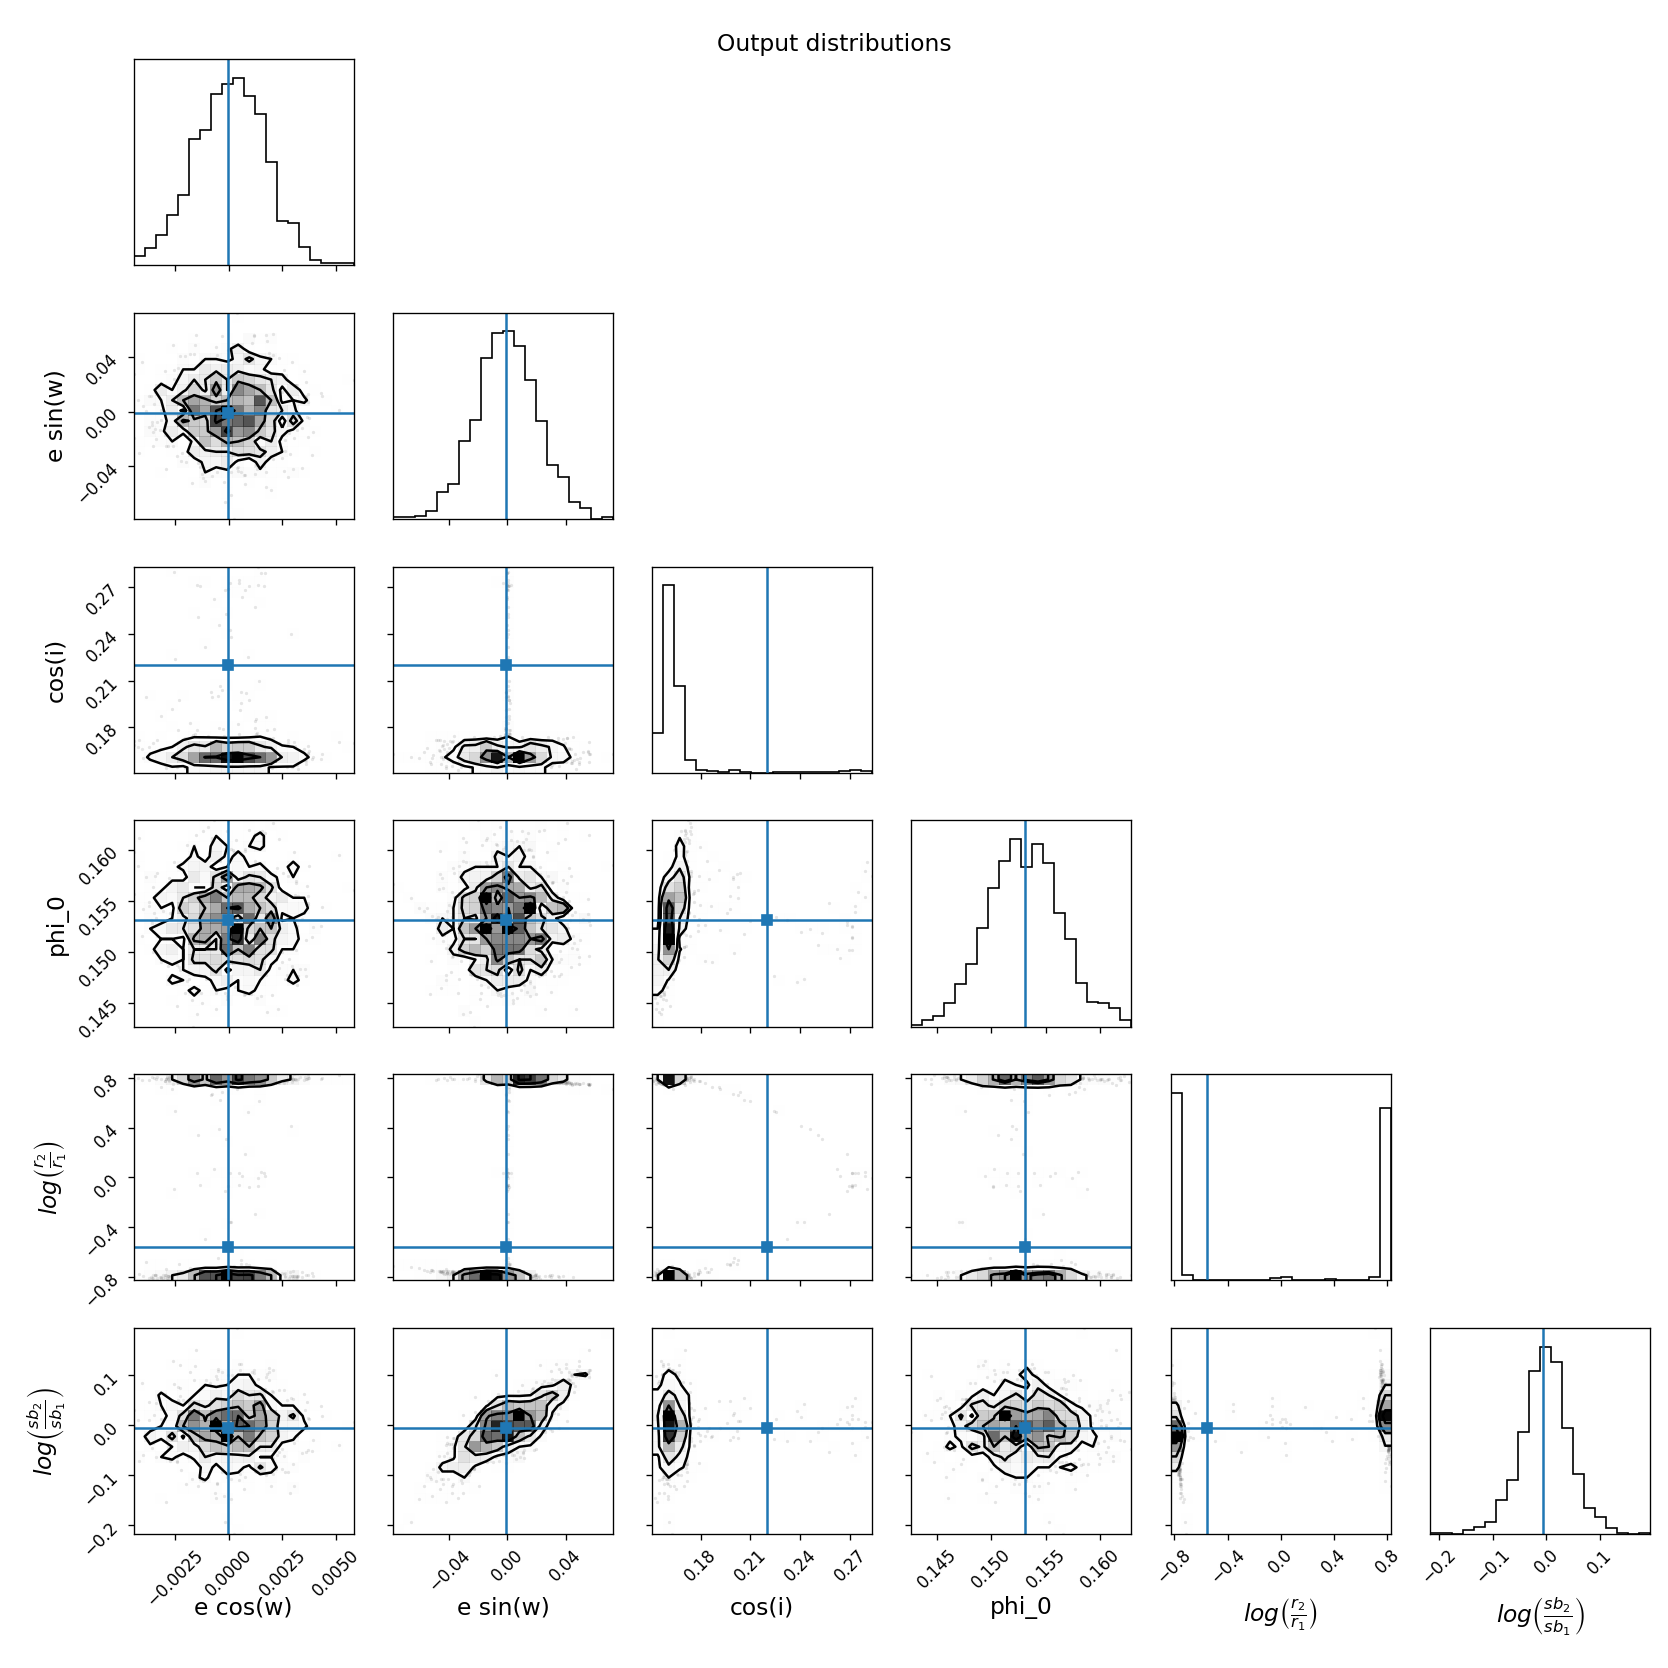 Output distributions
e sin(w)
0.04
0.00
−0.04
cos(i)
0.27
0.24
0.21
0.18
phi_0
0.160
0.155
0.150
0.145
log(r₂/r₁)
0.8
0.4
0.0
−0.4
−0.8
log(sb₂/sb₁)
0.1
0.0
−0.1
−0.2
−0.0025 0.0000 0.0025 0.0050
−0.04 0.00 0.04
0.18 0.21 0.24 0.27
0.145 0.150 0.155 0.160
−0.8 −0.4 0.0 0.4 0.8
−0.2 −0.1 0.0 0.1
e cos(w)
e sin(w)
cos(i)
phi_0
log(r₂/r₁)
log(sb₂/sb₁)